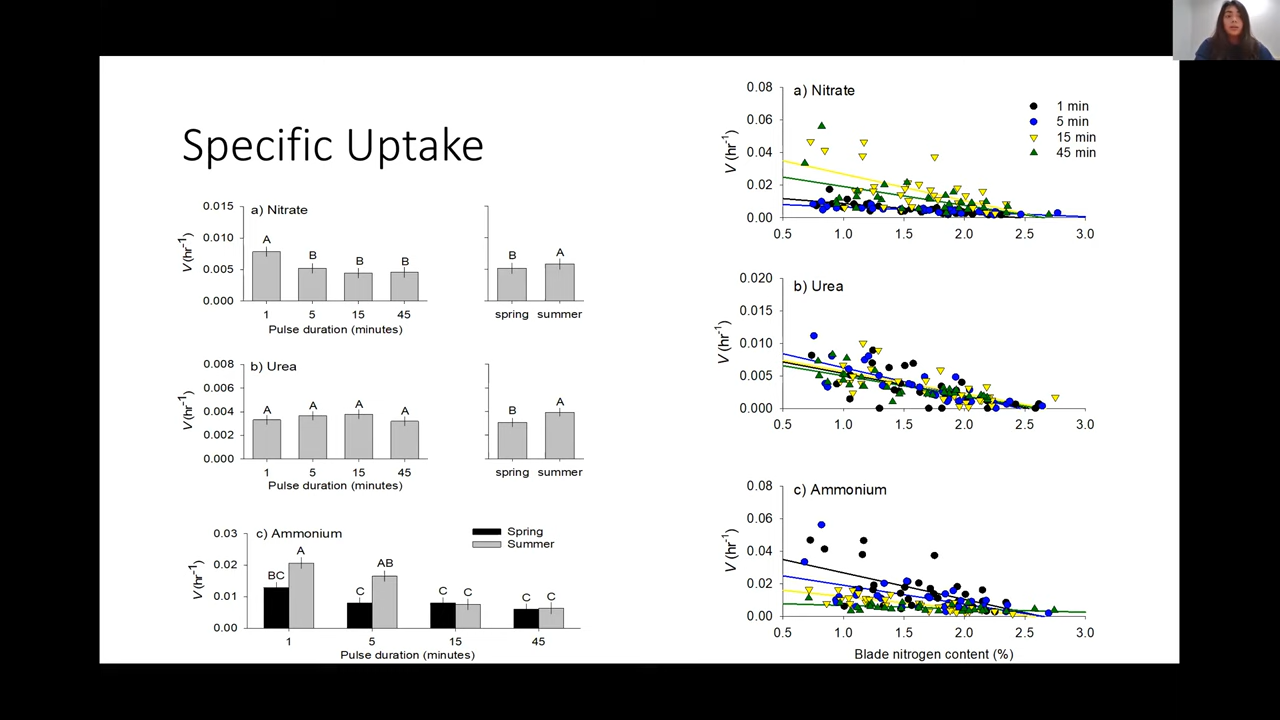 Specific Uptake
a) Nitrate
0.015
0.010
0.005
0.000
V (hr-1)
A
B
B
B
1 5 15 45
Pulse duration (minutes)
B
A
spring summer
b) Urea
0.008
0.006
0.004
0.002
0.000
V (hr-1)
A
A
A
A
1 5 15 45
Pulse duration (minutes)
B
A
spring summer
c) Ammonium
Spring
Summer
0.03
0.02
0.01
0.00
V (hr-1)
BC
A
C
AB
C
C
C
C
1 5 15 45
Pulse duration (minutes)
a) Nitrate
1 min
5 min
15 min
45 min
0.08
0.06
0.04
0.02
0.00
V (hr-1)
0.5 1.0 1.5 2.0 2.5 3.0
b) Urea
0.020
0.015
0.010
0.005
0.000
V (hr-1)
0.5 1.0 1.5 2.0 2.5 3.0
c) Ammonium
0.08
0.06
0.04
0.02
0.00
V (hr-1)
0.5 1.0 1.5 2.0 2.5 3.0
Blade nitrogen content (%)